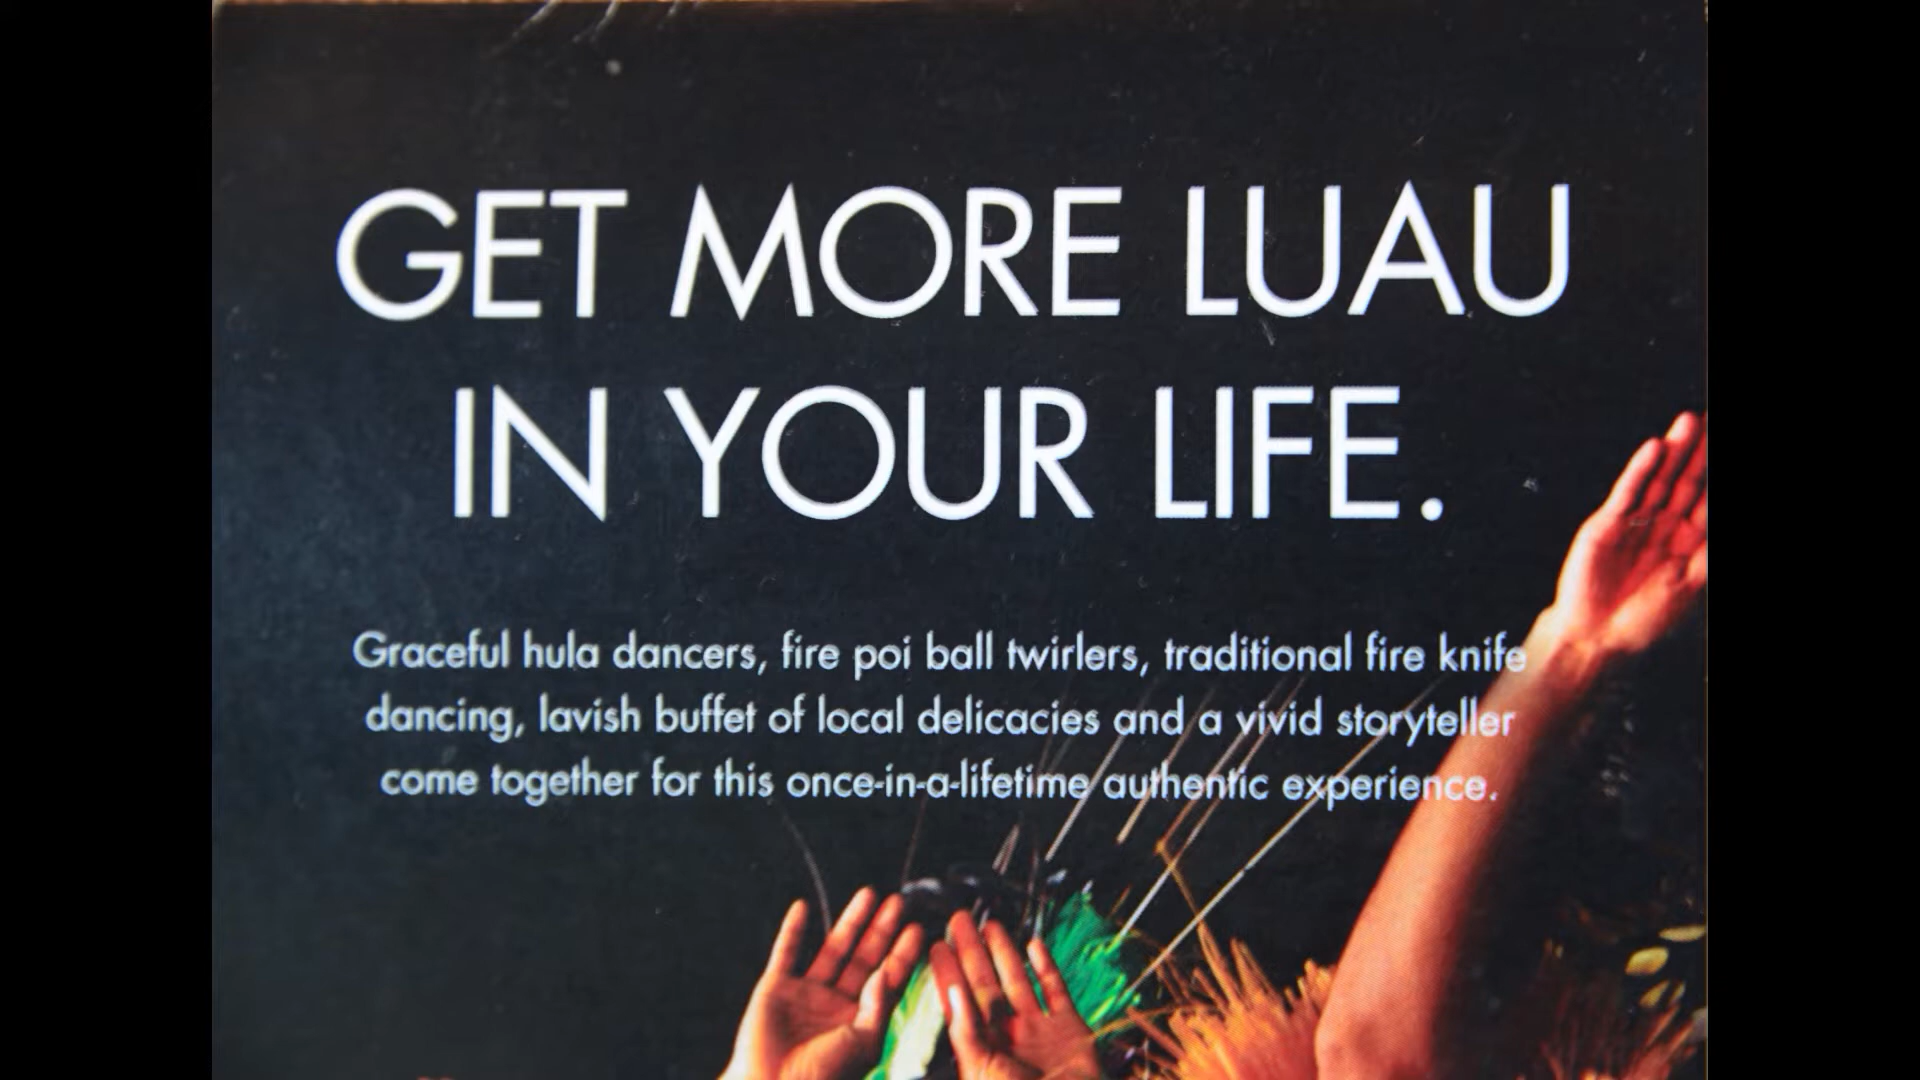 GET MORE LUAU
IN YOUR LIFE.
Graceful hula dancers, fire poi ball twirlers, traditional fire knife
dancing, lavish buffet of local delicacies and a vivid storyteller
come together for this once-in-a-lifetime authentic experience.